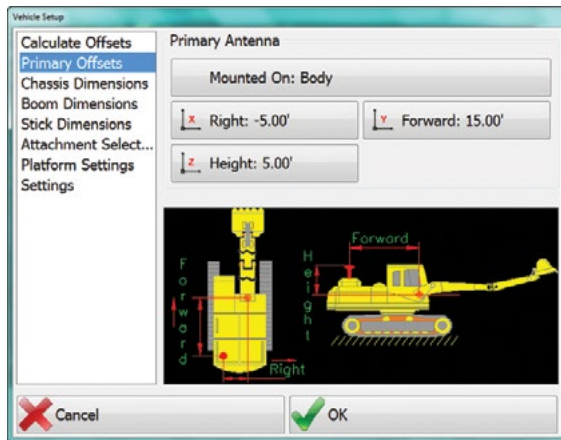 Vehicle Setup
Calculate Offsets
Primary Offsets
Chassis Dimensions
Boom Dimensions
Stick Dimensions
Attachment Select...
Platform Settings
Settings
Primary Antenna
Mounted On: Body
X Right: -5.00'
Y Forward: 15.00'
Z Height: 5.00'
Forward
Right
Height
Forward
Cancel
OK